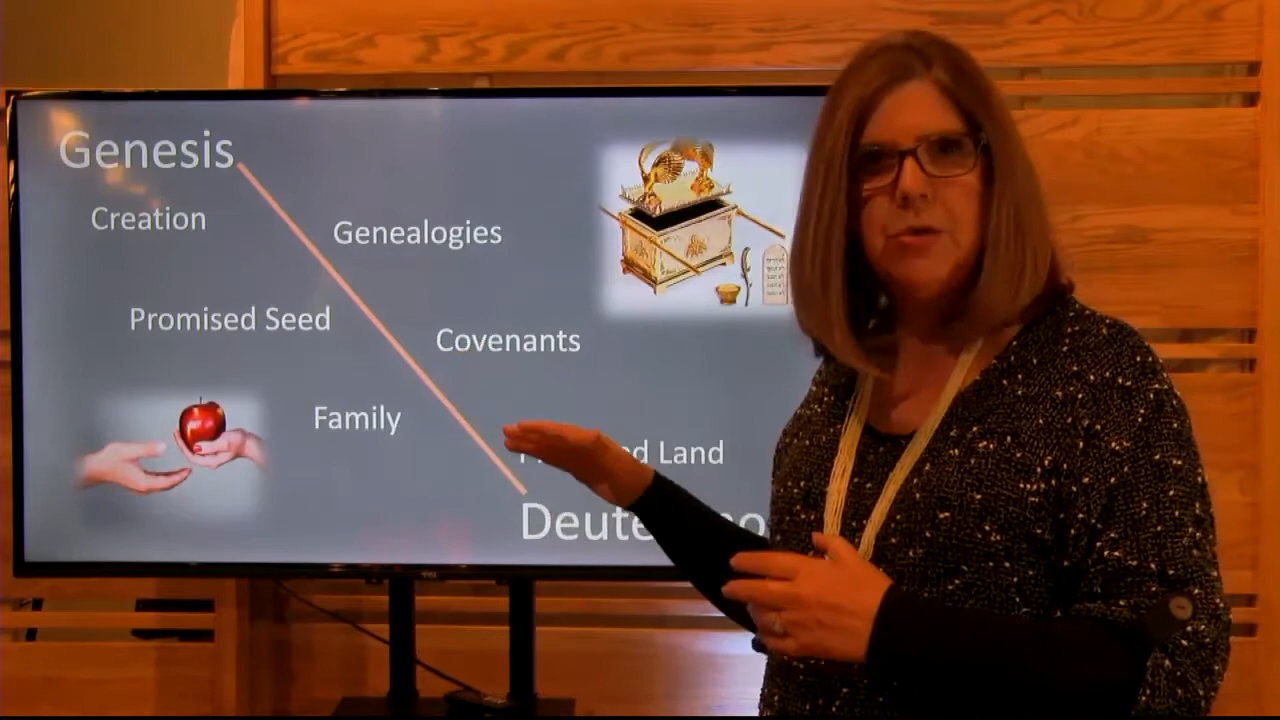 Genesis
Creation
Genealogies
Promised Seed
Covenants
Family
Land